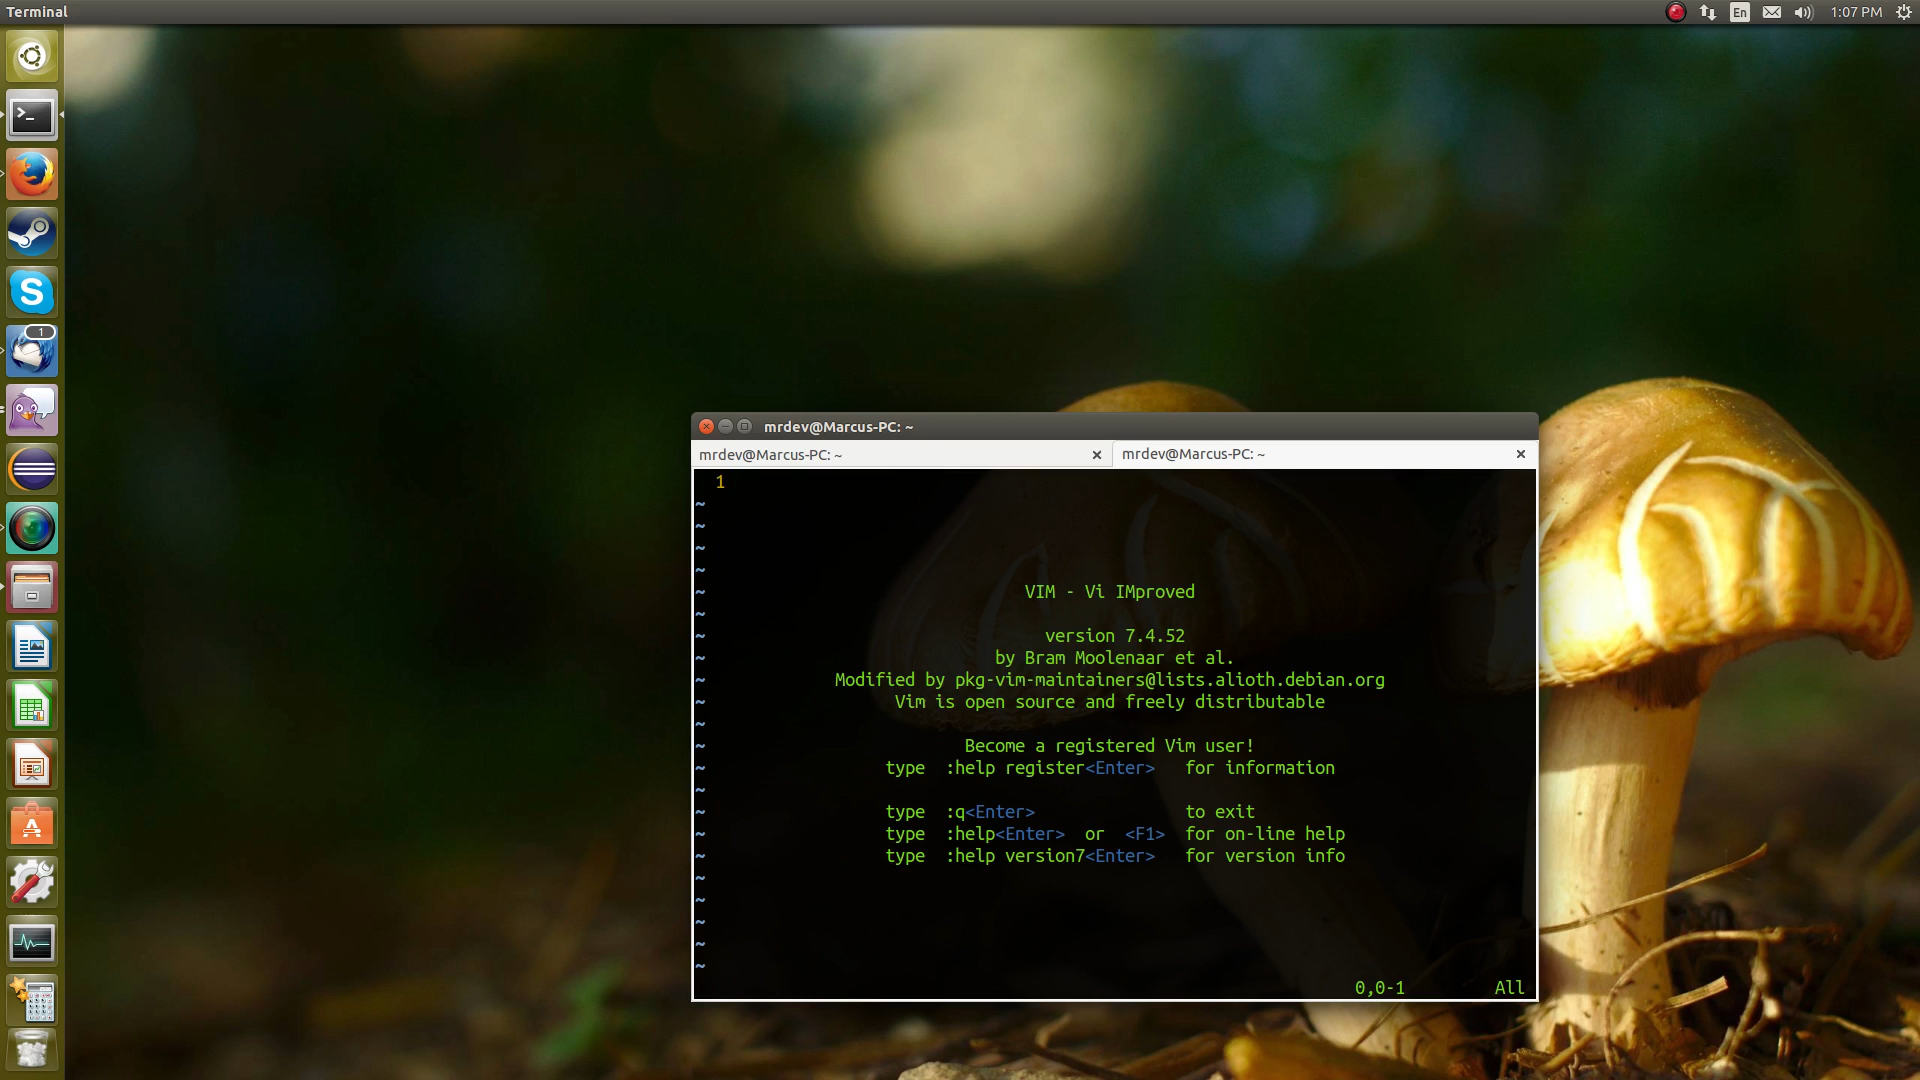 Terminal
En
1:07 PM
1
mrdev@Marcus-PC: ~
mrdev@Marcus-PC: ~
mrdev@Marcus-PC: ~
1
~
~
~
~
~ VIM - Vi IMproved
~
~ version 7.4.52
~ by Bram Moolenaar et al.
~ Modified by pkg-vim-maintainers@lists.alioth.debian.org
~ Vim is open source and freely distributable
~
~ Become a registered Vim user!
~ type :help register<Enter> for information
~
~ type :q<Enter> to exit
~ type :help<Enter> or <F1> for on-line help
~ type :help version7<Enter> for version info
~
~
~
~
~
0,0-1 All